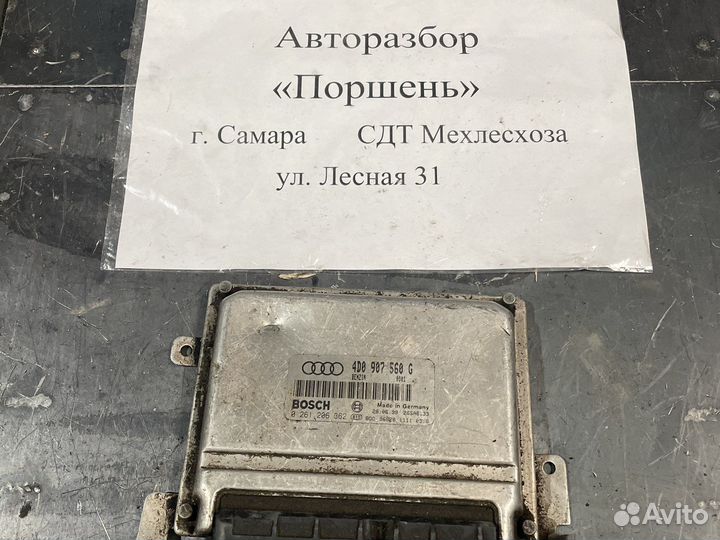 Авторазбор
«Поршень»
г. Самара СДТ Мехлесхоза
ул. Лесная 31
4D0 907 560 G
BENZIN
BOSCH Made in Germany
0 261 206
Avito